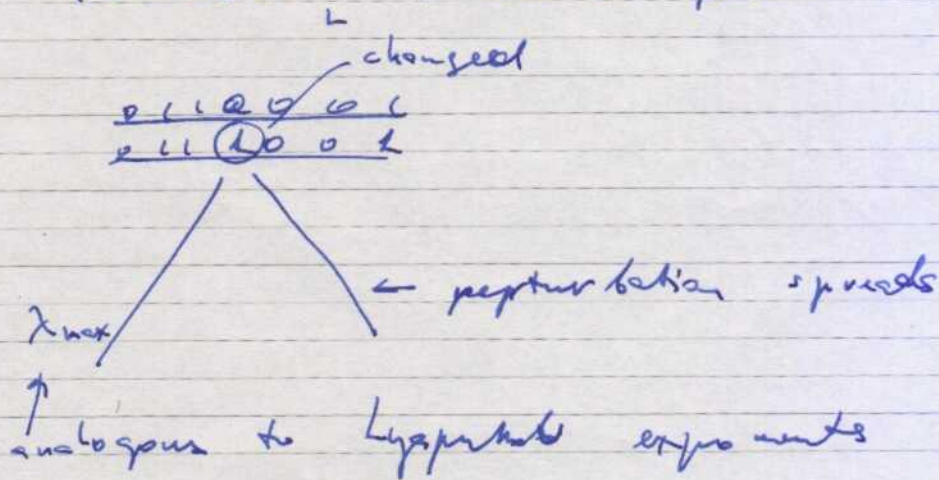 changed
0 1 1 0 0 0 1
0 1 1 1 0 0 1
← pepturbation spreads
λmax
↑
analogous to Lyapunov exponents